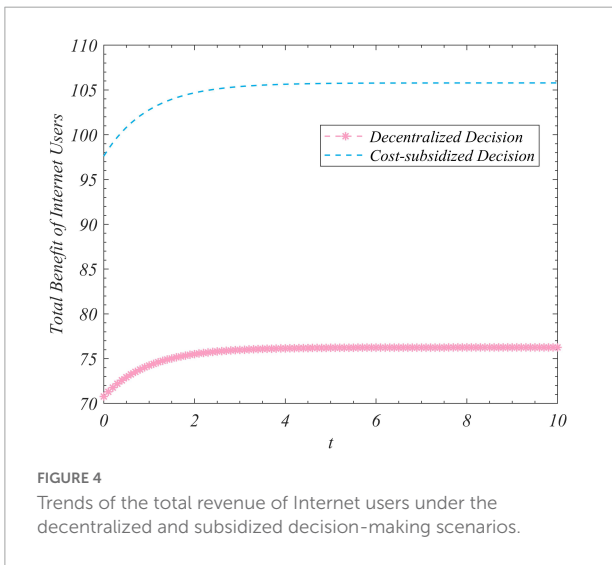 110
105
100
95
90
85
80
75
70
Total Benefit of Internet Users
Decentralized Decision
Cost-subsidized Decision
0 2 4 6 8 10
t
FIGURE 4
Trends of the total revenue of Internet users under the
decentralized and subsidized decision-making scenarios.